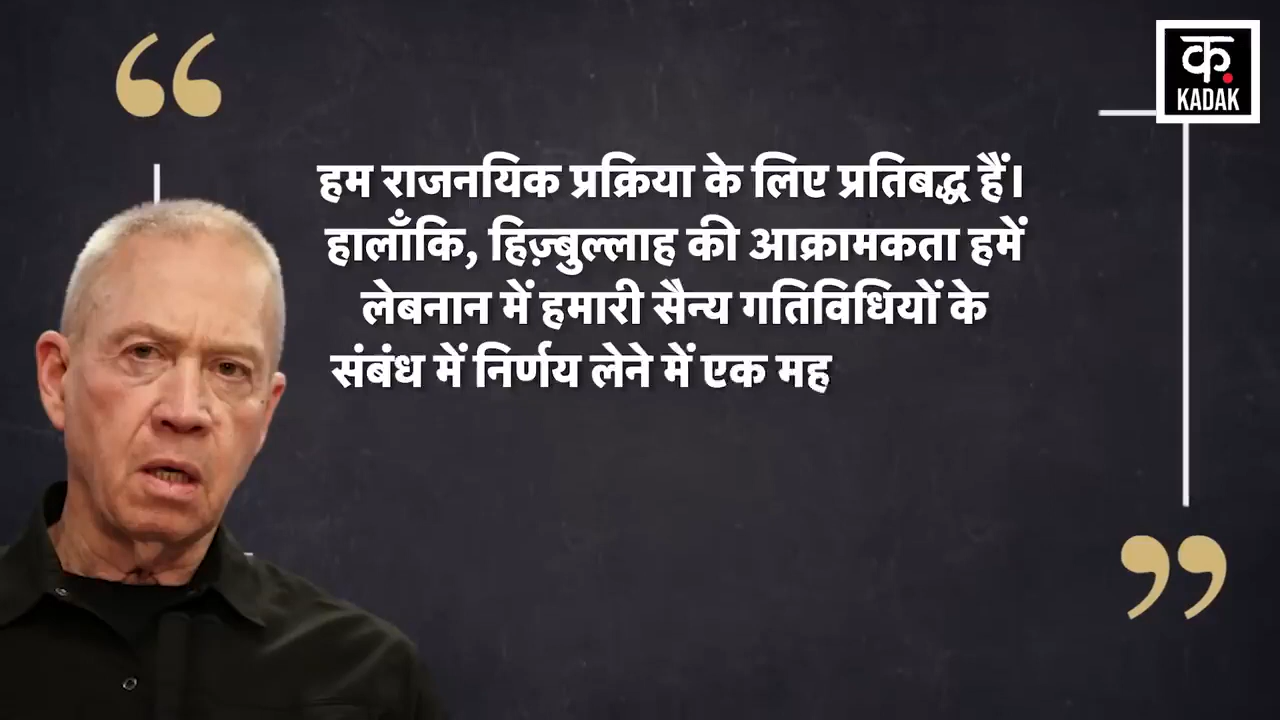 क.
KADAK
हम राजनयिक प्रक्रिया के लिए प्रतिबद्ध हैं।
हालाँकि, हिज़्बुल्लाह की आक्रामकता हमें
लेबनान में हमारी सैन्य गतिविधियों के
संबंध में निर्णय लेने में एक मह